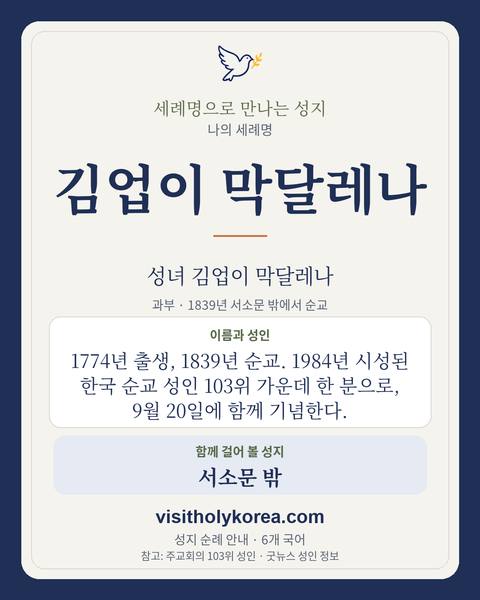 세례명으로 만나는 성지
나의 세례명
김업이 막달레나
성녀 김업이 막달레나
과부 · 1839년 서소문 밖에서 순교
이름과 성인
1774년 출생, 1839년 순교. 1984년 시성된
한국 순교 성인 103위 가운데 한 분으로,
9월 20일에 함께 기념한다.
함께 걸어 볼 성지
서소문 밖
visitholykorea.com
성지 순례 안내 · 6개 국어
참고: 주교회의 103위 성인 · 굿뉴스 성인 정보